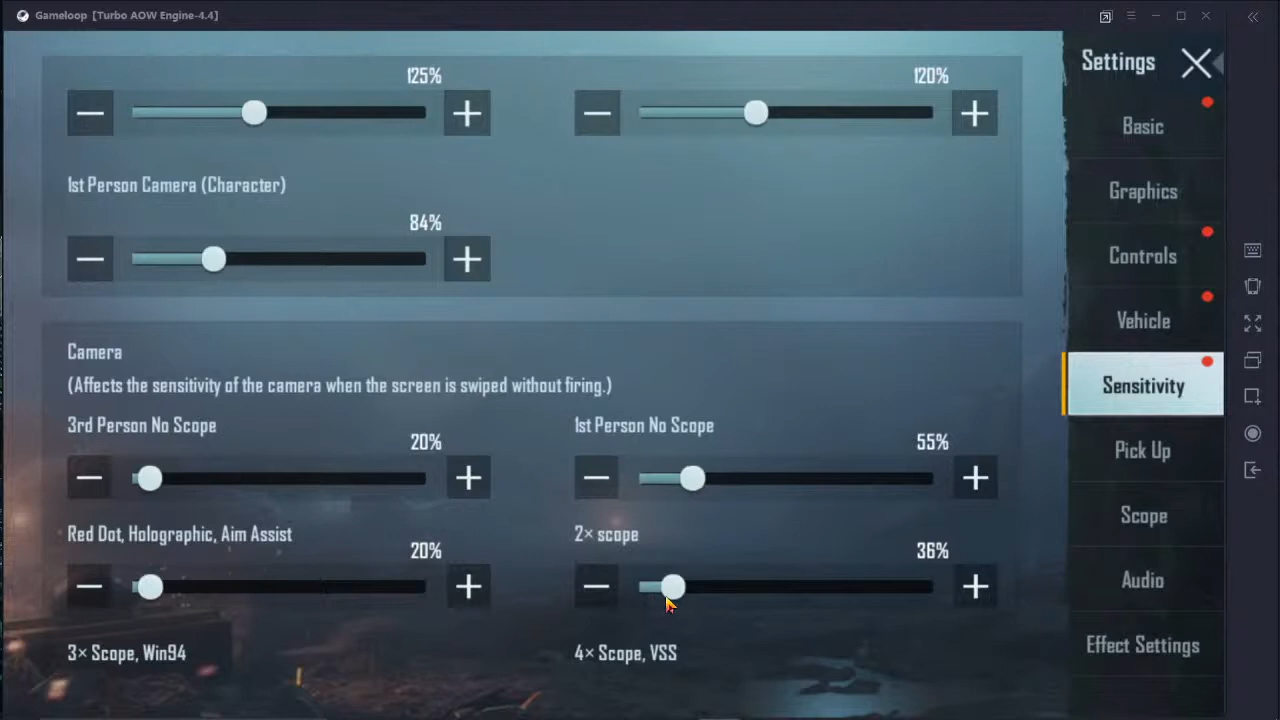 Gameloop [Turbo AOW Engine-4.4]
Settings
125%
120%
Basic
1st Person Camera (Character)
Graphics
84%
Controls
Vehicle
Camera
(Affects the sensitivity of the camera when the screen is swiped without firing.)
Sensitivity
3rd Person No Scope
1st Person No Scope
20%
55%
Pick Up
Scope
Red Dot, Holographic, Aim Assist
2× scope
20%
36%
Audio
3× Scope, Win94
4× Scope, VSS
Effect Settings